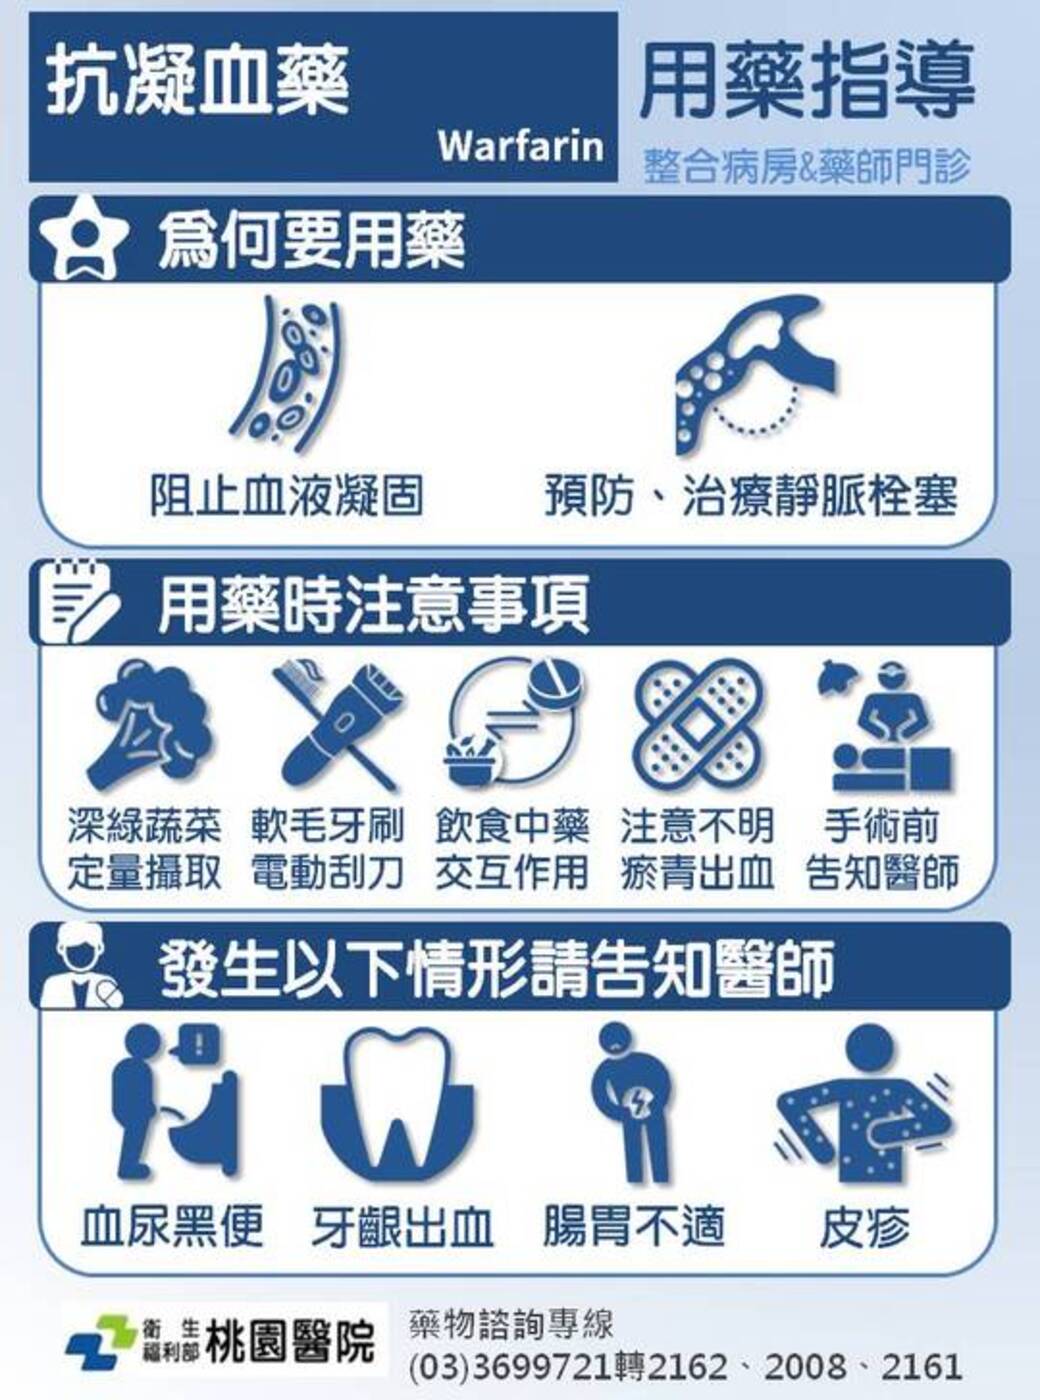 抗凝血藥
Warfarin
用藥指導
整合病房&藥師門診
為何要用藥
阻止血液凝固
預防、治療靜脈栓塞
用藥時注意事項
深綠蔬菜
定量攝取
軟毛牙刷
電動刮刀
飲食中藥
交互作用
注意不明
瘀青出血
手術前
告知醫師
發生以下情形請告知醫師
!
血尿黑便
牙齦出血
腸胃不適
皮疹
衛生
福利部
桃園醫院
藥物諮詢專線
(03)3699721轉2162、2008、2161